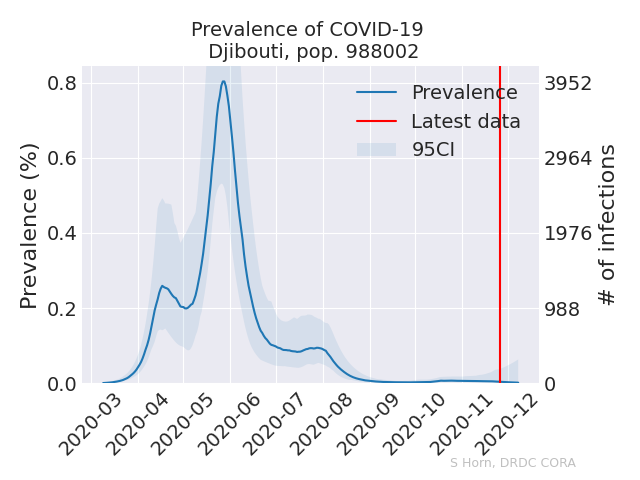 Prevalence of COVID-19
Djibouti, pop. 988002
Prevalence (%)
0.8
0.6
0.4
0.2
0.0
Prevalence
Latest data
95CI
3952
2964
1976
988
0
# of infections
2020-03
2020-04
2020-05
2020-06
2020-07
2020-08
2020-09
2020-10
2020-11
2020-12
S Horn, DRDC CORA